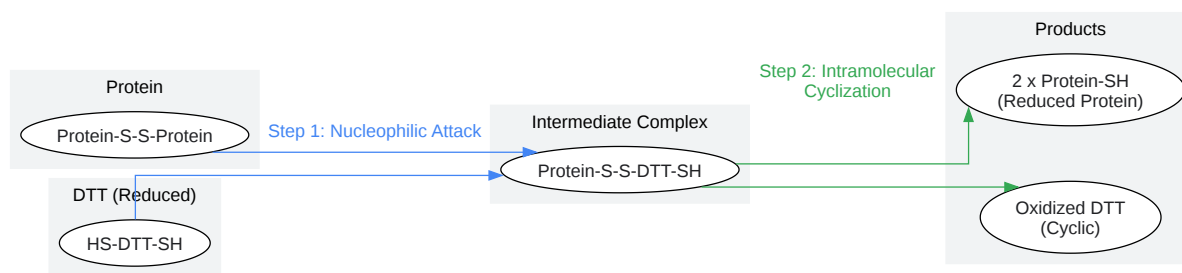 Protein
Protein-S-S-Protein
DTT (Reduced)
HS-DTT-SH
Step 1: Nucleophilic Attack
Intermediate Complex
Protein-S-S-DTT-SH
Step 2: Intramolecular
Cyclization
Products
2 x Protein-SH
(Reduced Protein)
Oxidized DTT
(Cyclic)